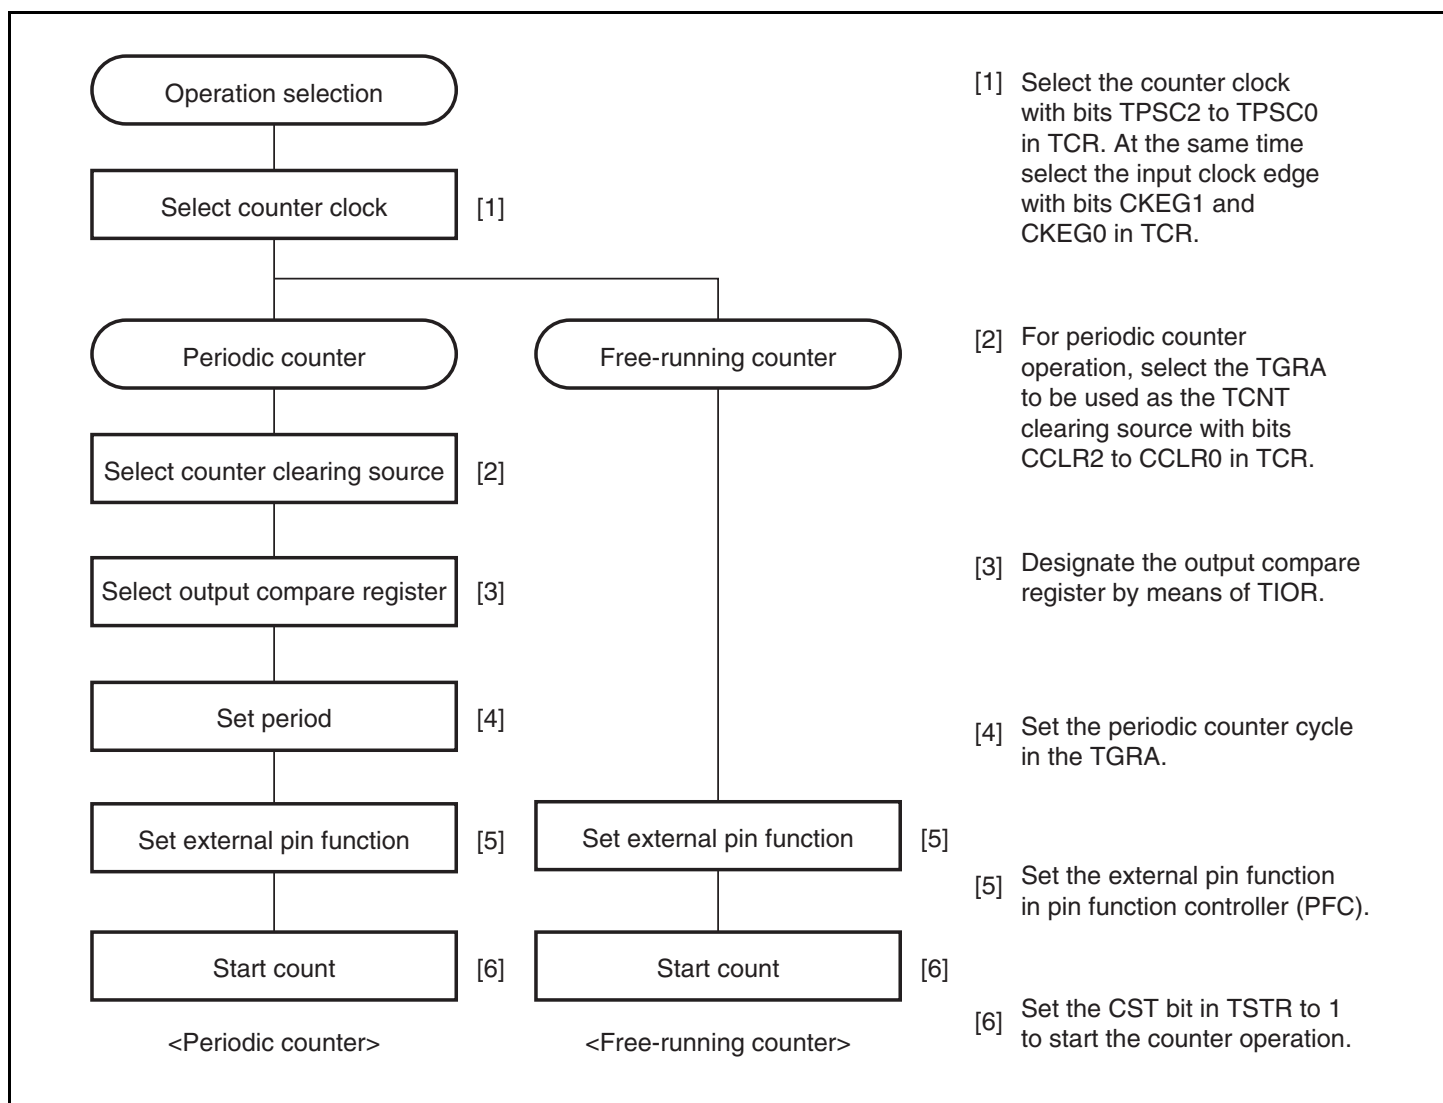 Operation selection
Select counter clock [1]
Periodic counter
Free-running counter
Select counter clearing source [2]
Select output compare register [3]
Set period [4]
Set external pin function [5]
Set external pin function [5]
Start count [6]
Start count [6]
<Periodic counter>
<Free-running counter>
[1] Select the counter clock
with bits TPSC2 to TPSC0
in TCR. At the same time
select the input clock edge
with bits CKEG1 and
CKEG0 in TCR.
[2] For periodic counter
operation, select the TGRA
to be used as the TCNT
clearing source with bits
CCLR2 to CCLR0 in TCR.
[3] Designate the output compare
register by means of TIOR.
[4] Set the periodic counter cycle
in the TGRA.
[5] Set the external pin function
in pin function controller (PFC).
[6] Set the CST bit in TSTR to 1
to start the counter operation.